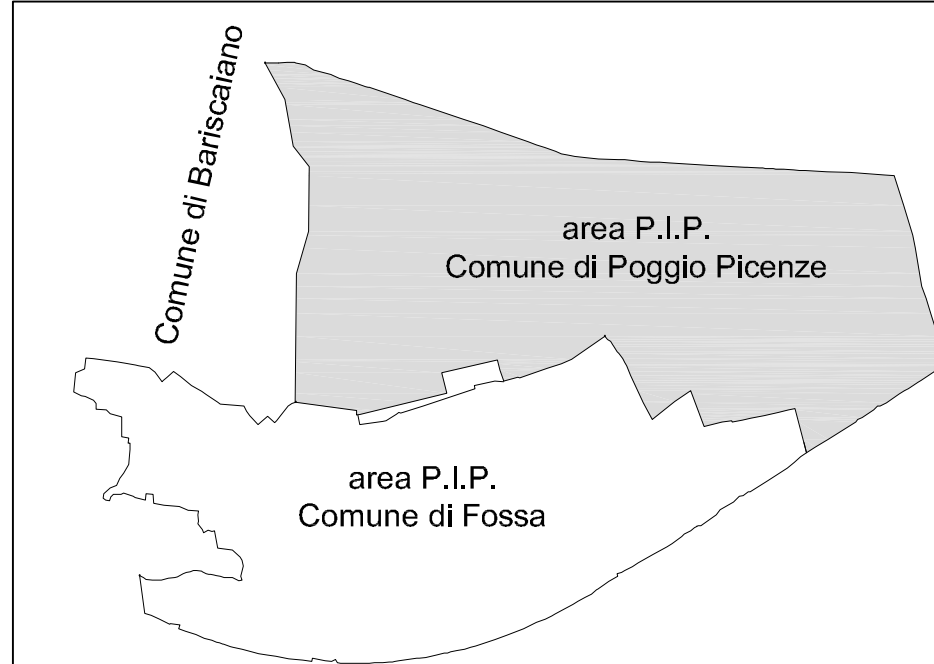 Comune di Bariscaiano
area P.I.P.
Comune di Poggio Picenze
area P.I.P.
Comune di Fossa